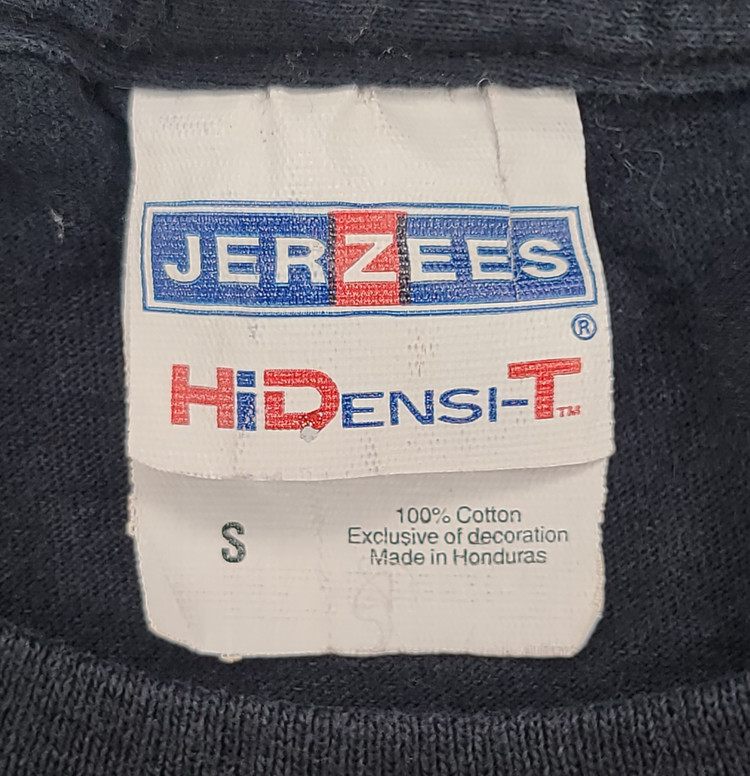 JERZEES
®
HiDENSI-T™
S
100% Cotton
Exclusive of decoration
Made in Honduras